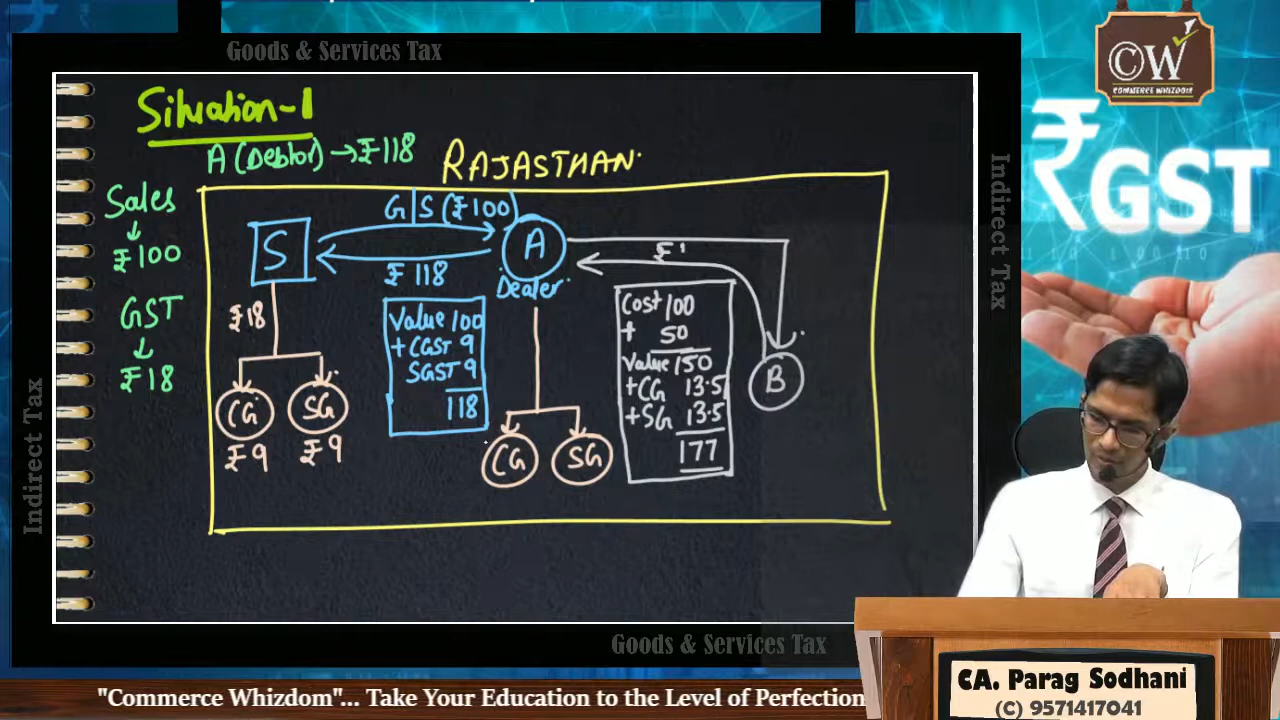 Goods & Services Tax
©W
COMMERCE WHIZDOM
Situation-1
A (Debtor) → ₹118
RAJASTHAN
Sales
↓
₹100
GST
↓
₹18
G|S (₹100)
S
A
Dealer
₹118
₹18
CG
SG
₹9
₹9
Value 100
+ CGST 9
SGST 9
118
CG
SG
₹1
Cost 100
+ 50
Value 150
+CG 13.5
+SG 13.5
177
B
₹GST
Indirect Tax
Indirect Tax
Goods & Services Tax
"Commerce Whizdom"... Take Your Education to the Level of Perfection
CA. Parag Sodhani
(C) 9571417041